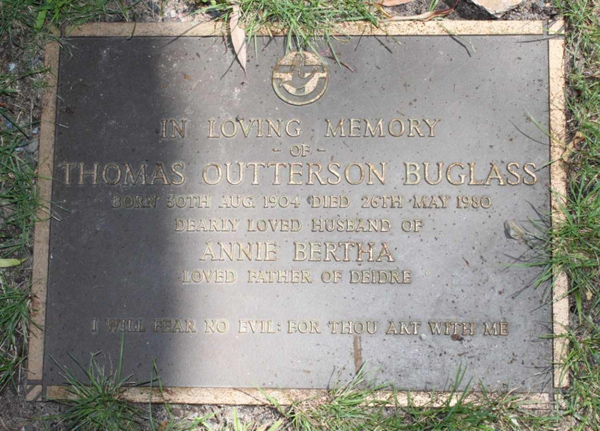 IN LOVING MEMORY
- OF -
THOMAS OUTTERSON BUGLASS
BORN 30TH AUG. 1904 DIED 26TH MAY 1980
DEARLY LOVED HUSBAND OF
ANNIE BERTHA
LOVED FATHER OF DEIDRE
I WILL FEAR NO EVIL: FOR THOU ART WITH ME